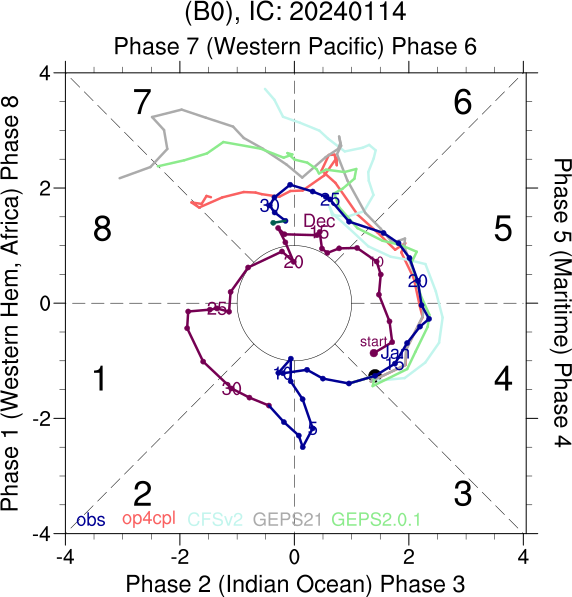 (B0), IC: 20240114
Phase 7 (Western Pacific) Phase 6
Phase 1 (Western Hem, Africa) Phase 8
4
2
0
-2
-4
7
6
8
5
1
4
2
3
30
25
Dec
15
20
10
20
25
start
Jan
15
10
30
5
obs
op4cpl
CFSv2
GEPS21
GEPS2.0.1
-4
-2
0
2
4
Phase 2 (Indian Ocean) Phase 3
Phase 5 (Maritime) Phase 4